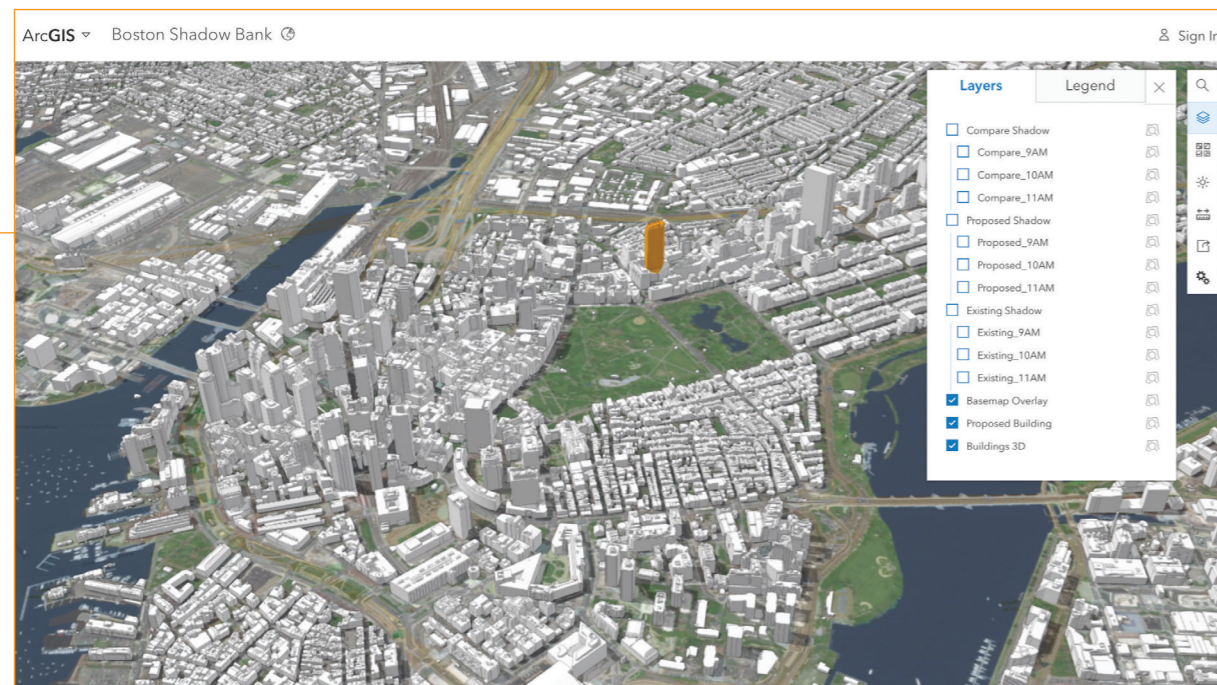 ArcGIS Boston Shadow Bank Sign In
Layers Legend
Compare Shadow
Compare_9AM
Compare_10AM
Compare_11AM
Proposed Shadow
Proposed_9AM
Proposed_10AM
Proposed_11AM
Existing Shadow
Existing_9AM
Existing_10AM
Existing_11AM
Basemap Overlay
Proposed Building
Buildings 3D